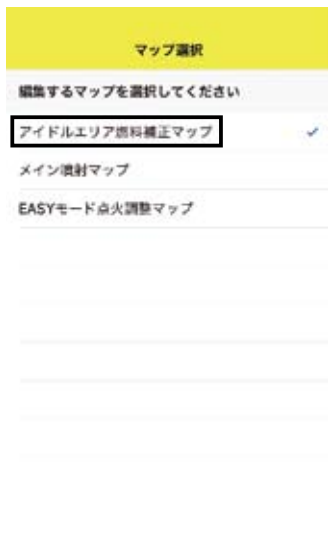 マップ選択
編集するマップを選択してください
アイドルエリア燃料補正マップ
メイン噴射マップ
EASYモード点火調整マップ